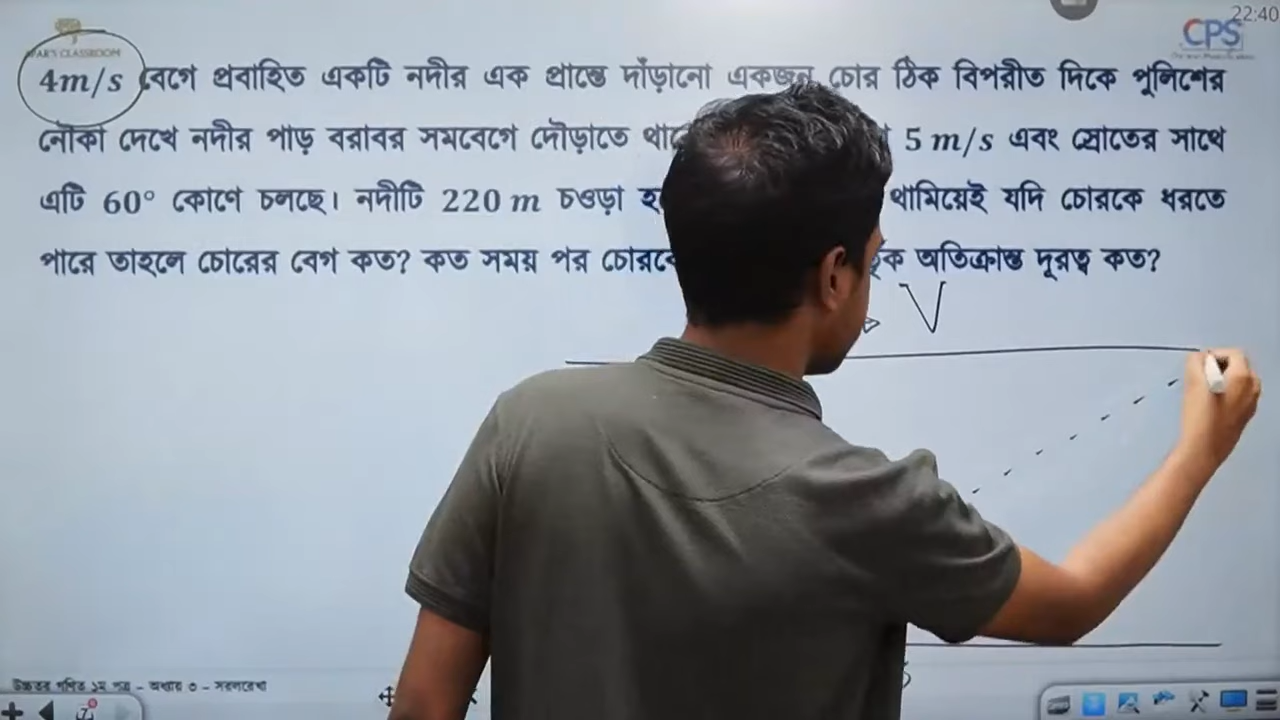 22:40
CPS
4m/s বেগে প্রবাহিত একটি নদীর এক প্রান্তে দাঁড়ানো একজন চোর ঠিক বিপরীত দিকে পুলিশের
নৌকা দেখে নদীর পাড় বরাবর সমবেগে দৌড়াতে 5 m/s এবং স্রোতের সাথে
এটি 60° কোণে চলছে। নদীটি 220 m চওড়া থামিয়েই যদি চোরকে ধরতে
পারে তাহলে চোরের বেগ কত? কত সময় পর অতিক্রান্ত দূরত্ব কত?
V
উচ্চতর গণিত ১ম পত্র - অধ্যায় ৩ - সরলরেখা